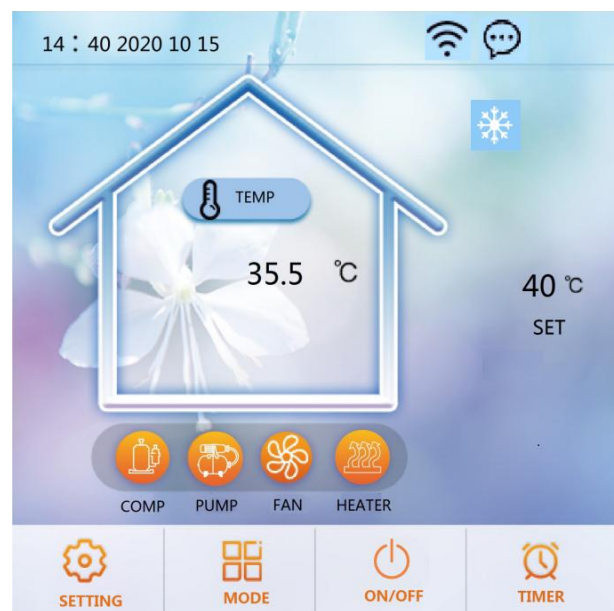 14：40 2020 10 15
TEMP
35.5 ℃
40 ℃
SET
COMP PUMP FAN HEATER
SETTING MODE ON/OFF TIMER